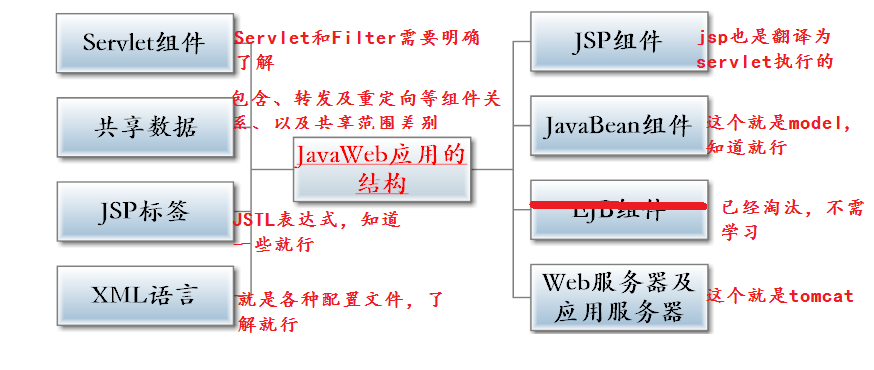 Servlet组件
Servlet和Filter需要明确
了解
共享数据
包含、转发及重定向等组件关
系、以及共享范围差别
JSP标签
JSTL表达式，知道
一些就行
XML语言
就是各种配置文件，了
解就行
JavaWeb应用的
结构
JSP组件
jsp也是翻译为
servlet执行的
JavaBean组件
这个就是model，
知道就行
EJB组件
已经淘汰，不需
学习
Web服务器及
应用服务器
这个就是tomcat